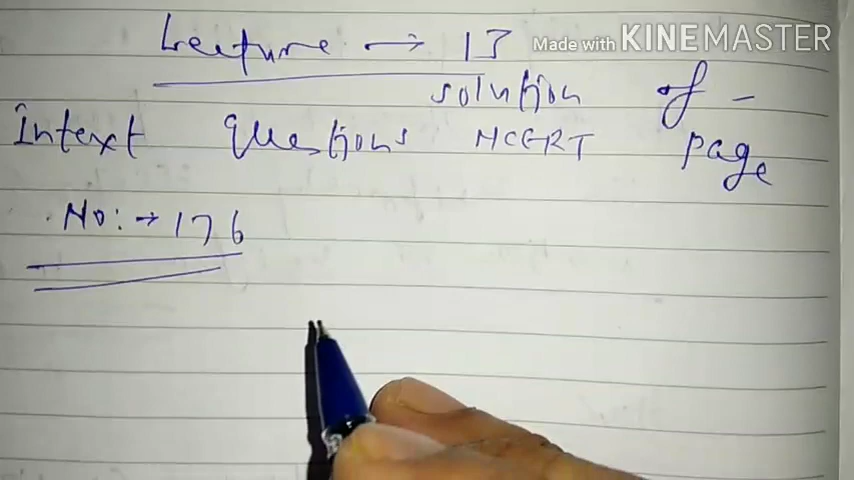 Lecture → 13
Made with KINEMASTER
solution of -
Intext Questions NCERT page
No: → 176